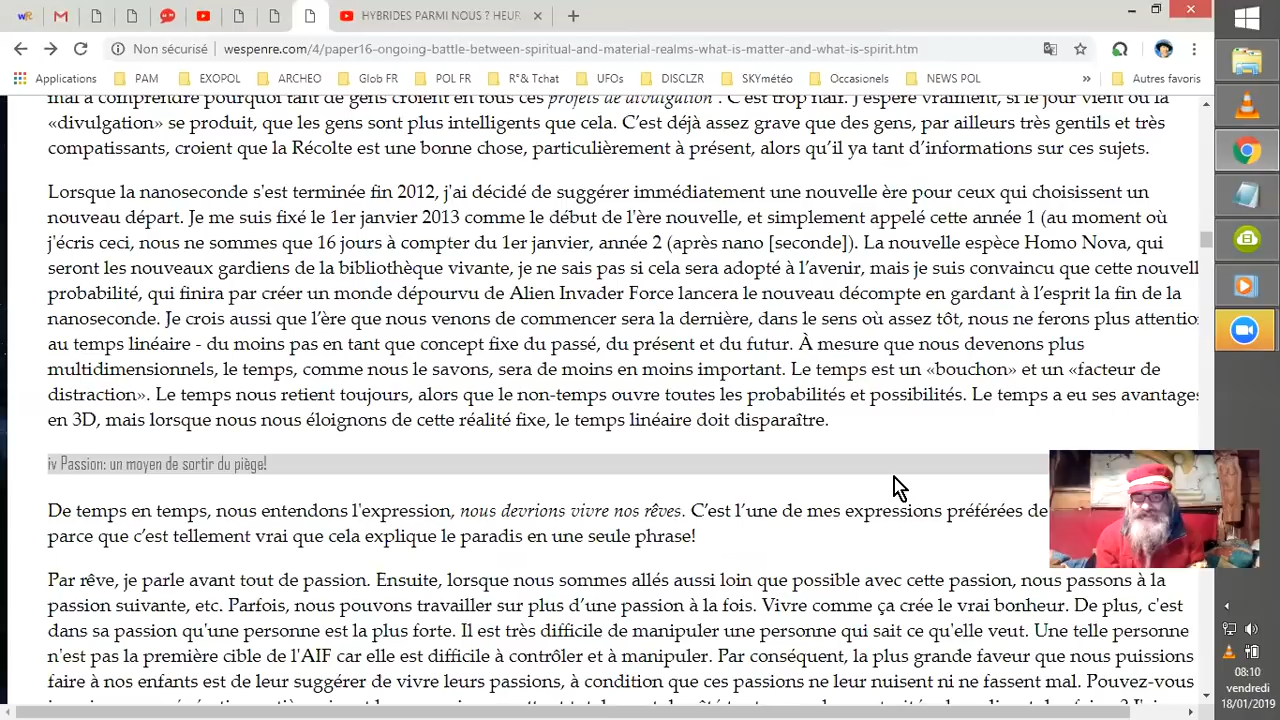 HYBRIDES PARMI NOUS ? HEUR
Non sécurisé
wespenre.com/4/paper16-ongoing-battle-between-spiritual-and-material-realms-what-is-matter-and-what-is-spirit.htm
Applications PAM EXOPOL ARCHEO Glob FR POL FR R"& Tchat UFOs DISCLZR SKYmétéo Occasionels NEWS POL » Autres favoris
mal à comprendre pourquoi tant de gens croient en tous ces projets de divulgation . C'est trop naïf. J'espère vraiment, si le jour vient où la
«divulgation» se produit, que les gens sont plus intelligents que cela. C’est déjà assez grave que des gens, par ailleurs très gentils et très
compatissants, croient que la Récolte est une bonne chose, particulièrement à présent, alors qu’il ya tant d’informations sur ces sujets.
Lorsque la nanoseconde s'est terminée fin 2012, j'ai décidé de suggérer immédiatement une nouvelle ère pour ceux qui choisissent un
nouveau départ. Je me suis fixé le 1er janvier 2013 comme le début de l'ère nouvelle, et simplement appelé cette année 1 (au moment où
j'écris ceci, nous ne sommes que 16 jours à compter du 1er janvier, année 2 (après nano [seconde]). La nouvelle espèce Homo Nova, qui
seront les nouveaux gardiens de la bibliothèque vivante, je ne sais pas si cela sera adopté à l’avenir, mais je suis convaincu que cette nouvell
probabilité, qui finira par créer un monde dépourvu de Alien Invader Force lancera le nouveau décompte en gardant à l’esprit la fin de la
nanoseconde. Je crois aussi que l’ère que nous venons de commencer sera la dernière, dans le sens où assez tôt, nous ne ferons plus attentio
au temps linéaire - du moins pas en tant que concept fixe du passé, du présent et du futur. À mesure que nous devenons plus
multidimensionnels, le temps, comme nous le savons, sera de moins en moins important. Le temps est un «bouchon» et un «facteur de
distraction». Le temps nous retient toujours, alors que le non-temps ouvre toutes les probabilités et possibilités. Le temps a eu ses avantages
en 3D, mais lorsque nous nous éloignons de cette réalité fixe, le temps linéaire doit disparaître.
iv Passion: un moyen de sortir du piège!
De temps en temps, nous entendons l'expression, nous devrions vivre nos rêves. C’est l’une de mes expressions préférées de
parce que c’est tellement vrai que cela explique le paradis en une seule phrase!
Par rêve, je parle avant tout de passion. Ensuite, lorsque nous sommes allés aussi loin que possible avec cette passion, nous passons à la
passion suivante, etc. Parfois, nous pouvons travailler sur plus d’une passion à la fois. Vivre comme ça crée le vrai bonheur. De plus, c'est
dans sa passion qu'une personne est la plus forte. Il est très difficile de manipuler une personne qui sait ce qu'elle veut. Une telle personne
n'est pas la première cible de l'AIF car elle est difficile à contrôler et à manipuler. Par conséquent, la plus grande faveur que nous puissions
faire à nos enfants est de leur suggérer de vivre leurs passions, à condition que ces passions ne leur nuisent ni ne fassent mal. Pouvez-vous
08:10
vendredi
18/01/2019